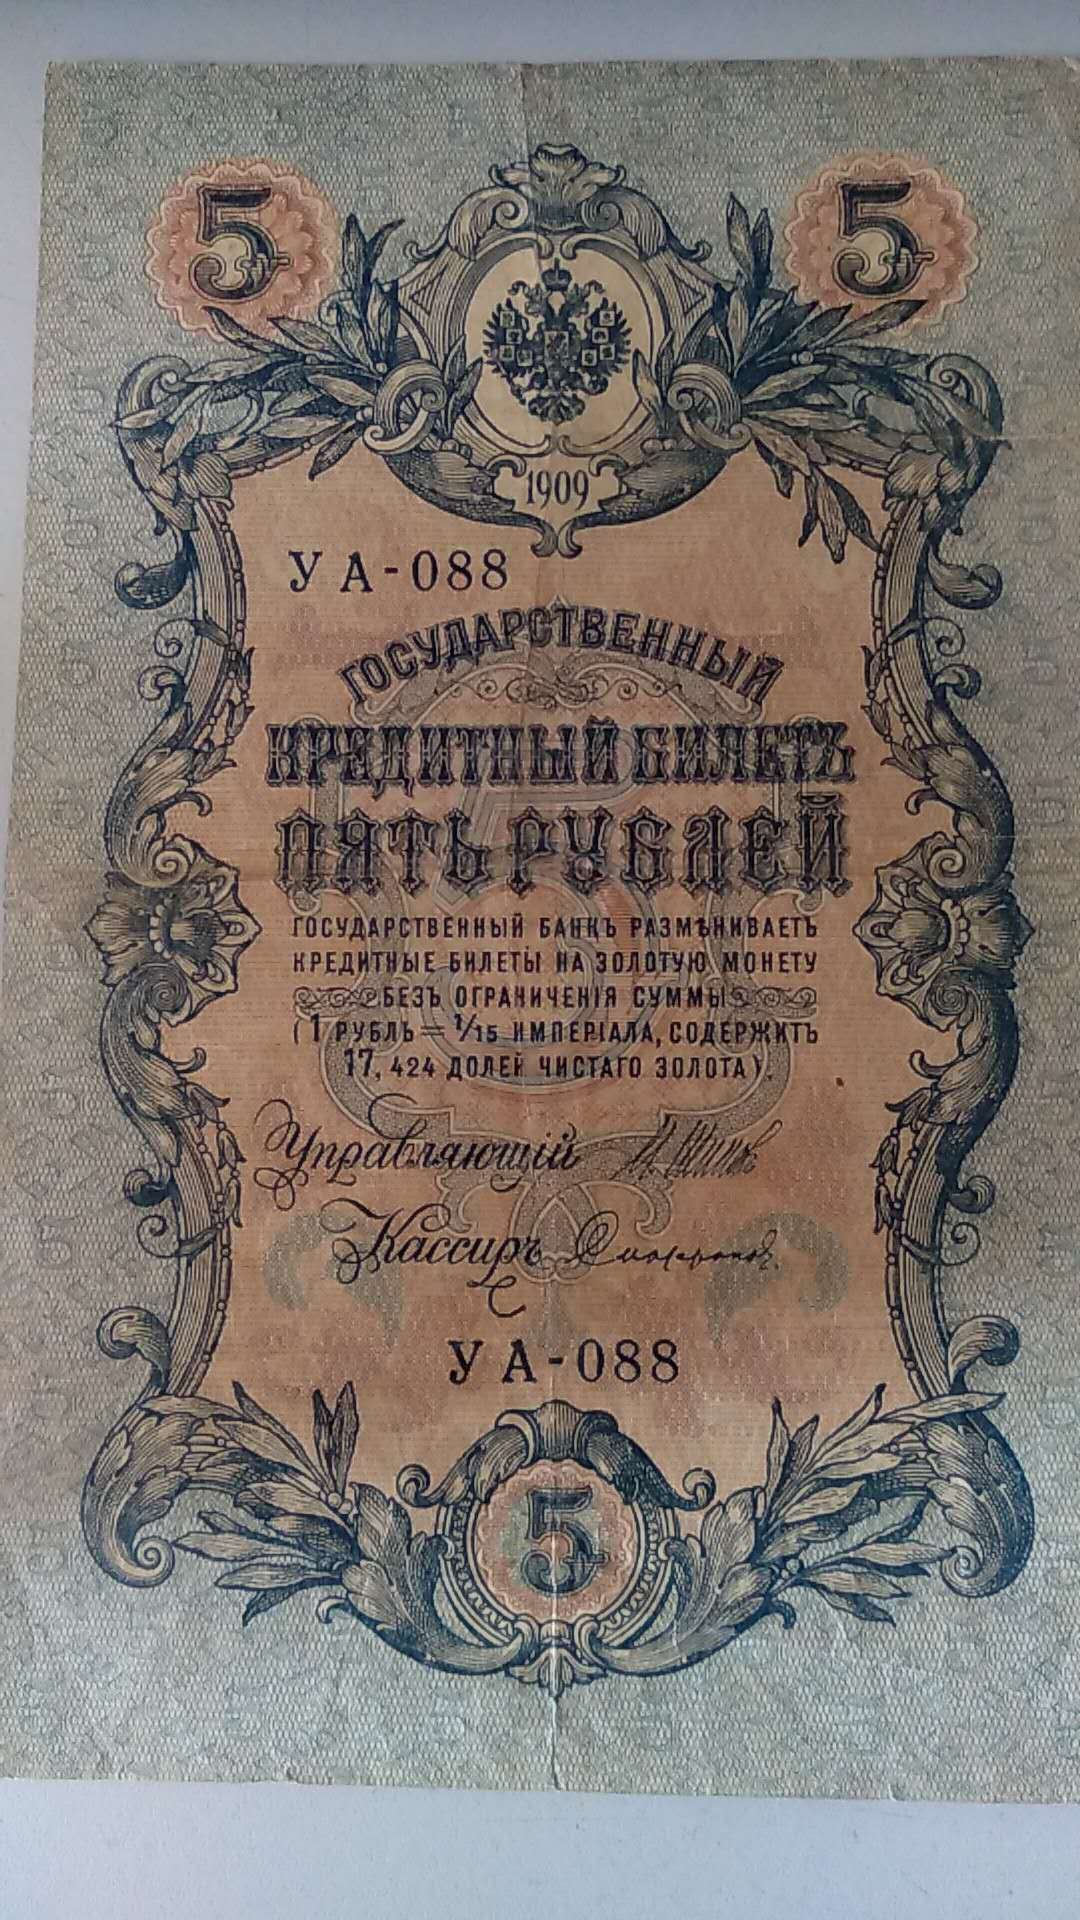 5 5
1909
УА-088
ГОСУДАРСТВЕННЫЙ
КРЕДИТНЫЙ БИЛЕТЪ
ПЯТЬ РУБЛЕЙ
ГОСУДАРСТВЕННЫЙ БАНКЪ РАЗМѢНИВАЕТЪ
КРЕДИТНЫЕ БИЛЕТЫ НА ЗОЛОТУЮ МОНЕТУ
БЕЗЪ ОГРАНИЧЕНІЯ СУММЫ
(1 РУБЛЬ = 1/15 ИМПЕРІАЛА, СОДЕРЖИТЪ
17,424 ДОЛЕЙ ЧИСТАГО ЗОЛОТА).
Управляющій
Кассиръ
УА-088
5